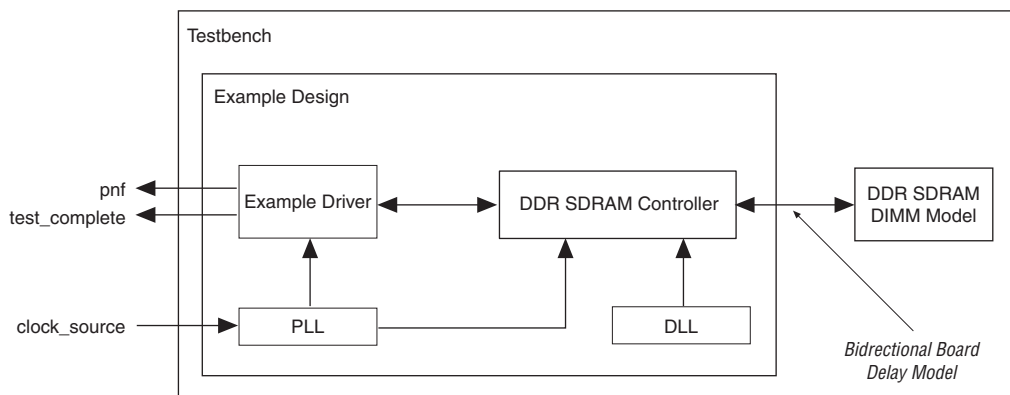 Testbench
Example Design
pnf
test_complete
Example Driver
DDR SDRAM Controller
DDR SDRAM
DIMM Model
clock_source
PLL
DLL
Bidrectional Board
Delay Model